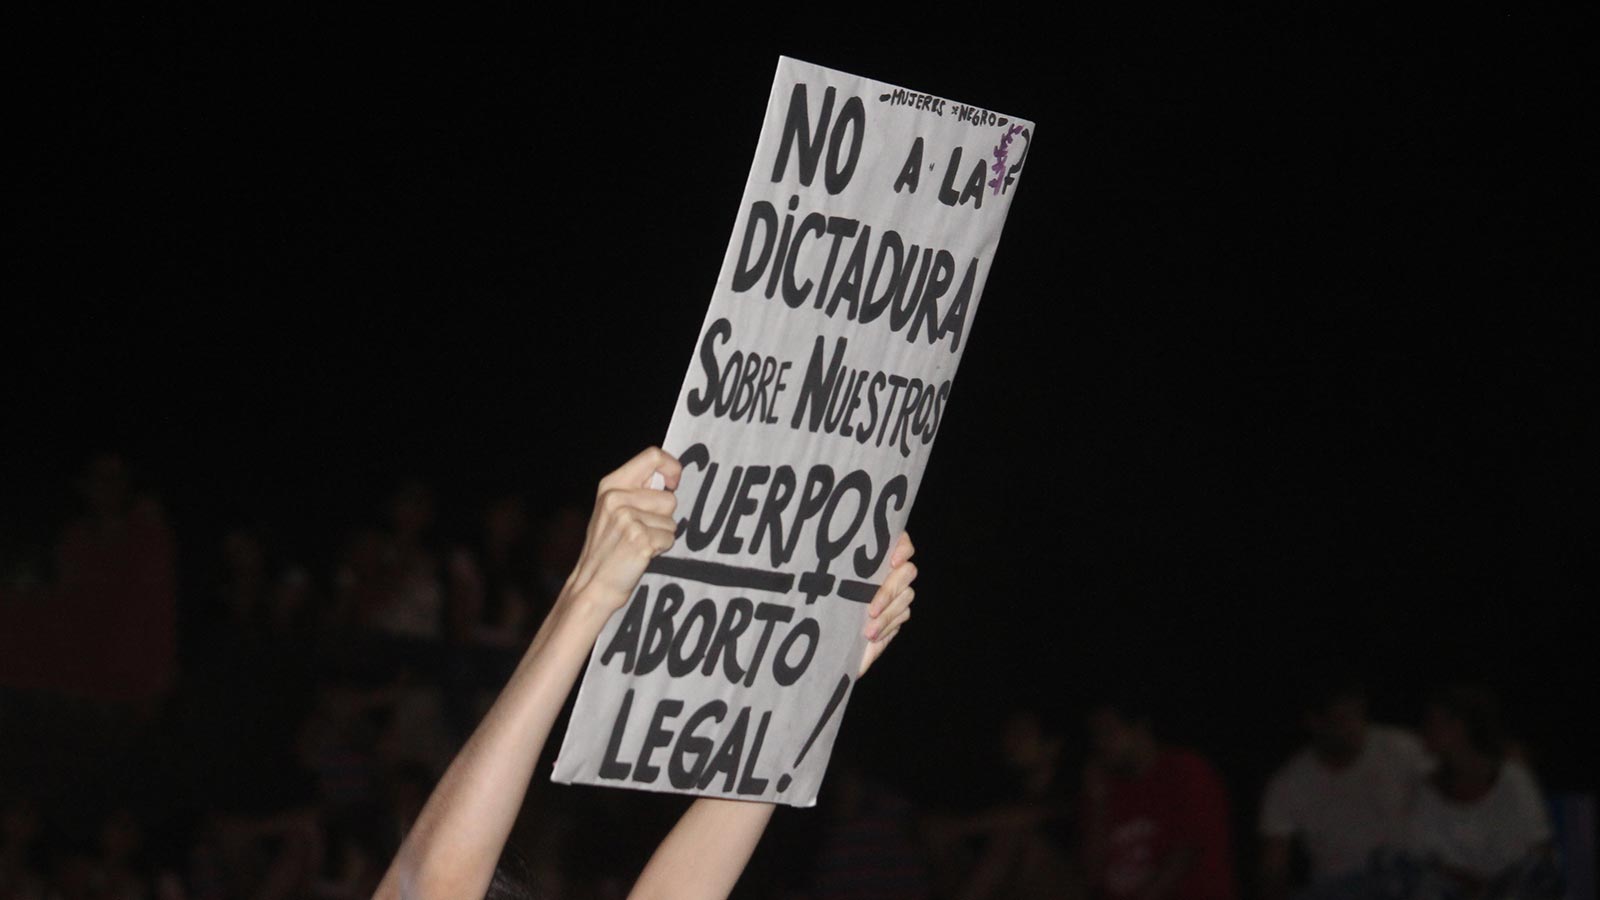 -MUJERES x NEGRO-
NO A LA
F
DiCTADURA
SOBRE NUESTROS
CUERPOS
ABORTO
LEGAL!